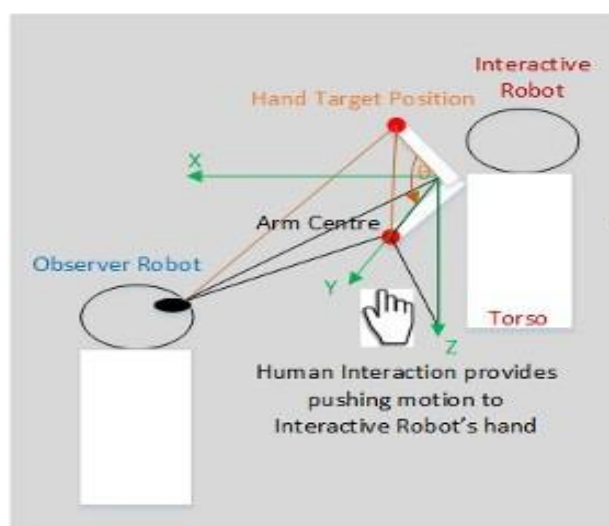 Interactive
Robot
Hand Target Position
X
θ
Arm Centre
Observer Robot
Y
Torso
Z
Human Interaction provides
pushing motion to
Interactive Robot's hand